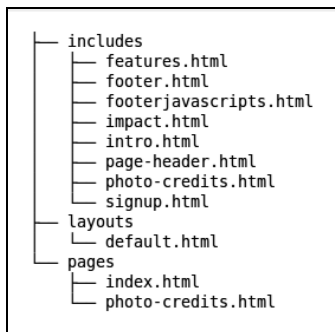 ├── includes
│   ├── features.html
│   ├── footer.html
│   ├── footerjavascripts.html
│   ├── impact.html
│   ├── intro.html
│   ├── page-header.html
│   ├── photo-credits.html
│   └── signup.html
├── layouts
│   └── default.html
└── pages
    ├── index.html
    └── photo-credits.html